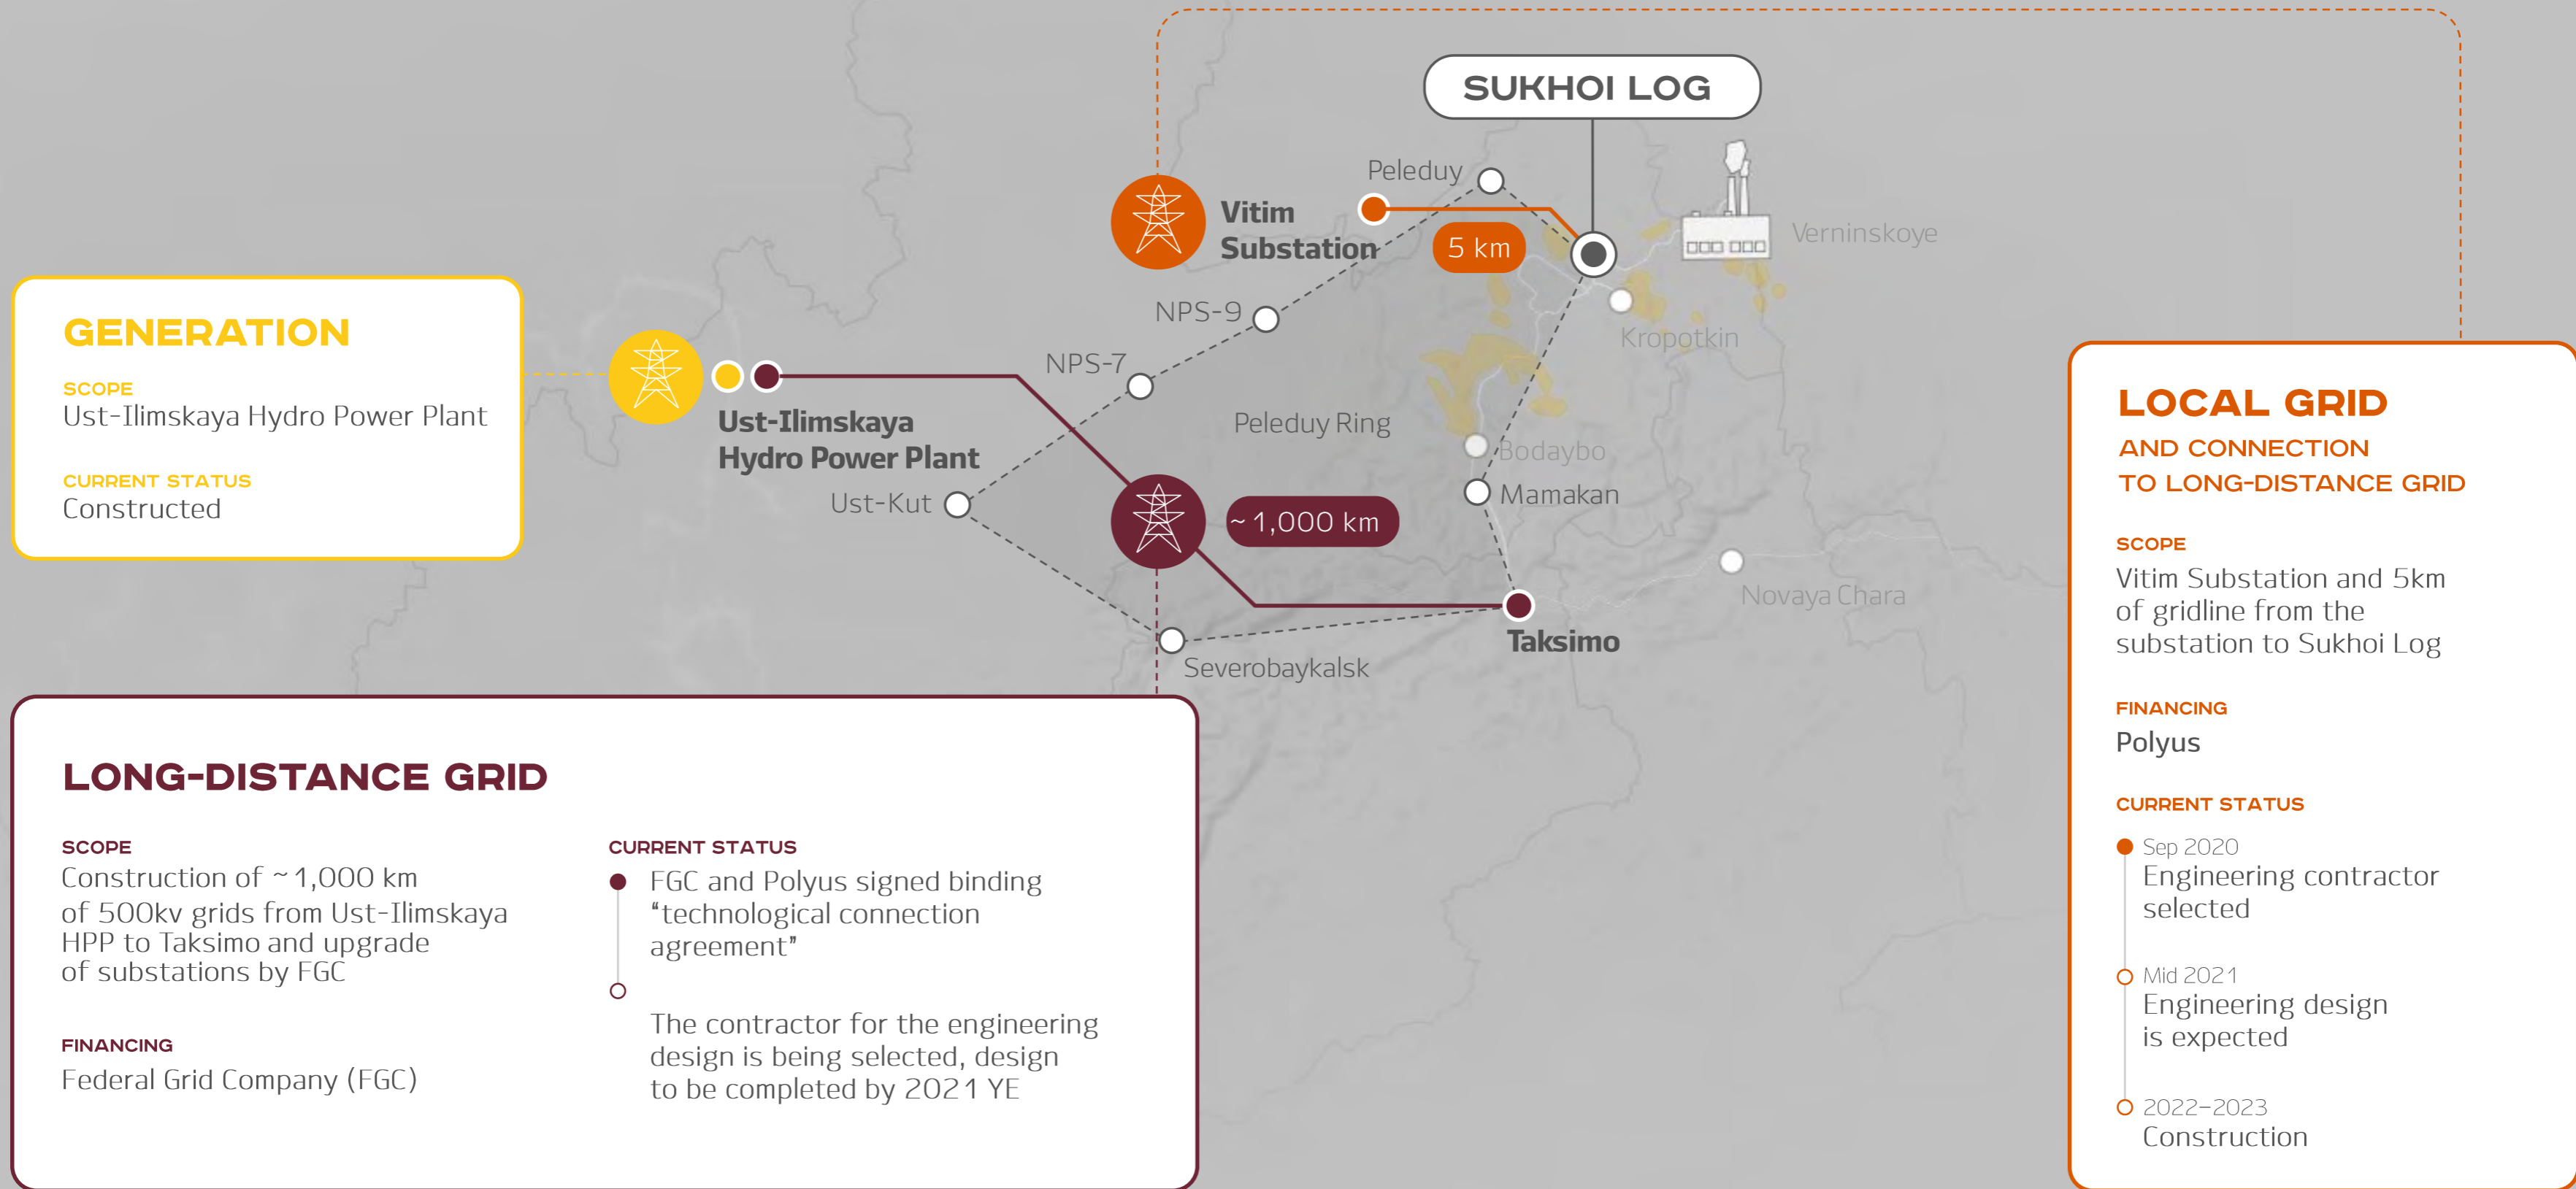 SUKHOI LOG
Peleduy
Vitim
Substation
5 km
Verninskoye
NPS-9
Kropotkin
NPS-7
Peleduy Ring
Ust-Ilimskaya
Hydro Power Plant
Bodaybo
Ust-Kut
Mamakan
~1,000 km
Novaya Chara
Taksimo
Severobaykalsk
GENERATION
SCOPE
Ust-Ilimskaya Hydro Power Plant
CURRENT STATUS
Constructed
LONG-DISTANCE GRID
SCOPE
Construction of ~1,000 km
of 500kv grids from Ust-Ilimskaya
HPP to Taksimo and upgrade
of substations by FGC
FINANCING
Federal Grid Company (FGC)
CURRENT STATUS
FGC and Polyus signed binding
“technological connection
agreement”
The contractor for the engineering
design is being selected, design
to be completed by 2021 YE
LOCAL GRID
AND CONNECTION
TO LONG-DISTANCE GRID
SCOPE
Vitim Substation and 5km
of gridline from the
substation to Sukhoi Log
FINANCING
Polyus
CURRENT STATUS
Sep 2020
Engineering contractor
selected
Mid 2021
Engineering design
is expected
2022–2023
Construction